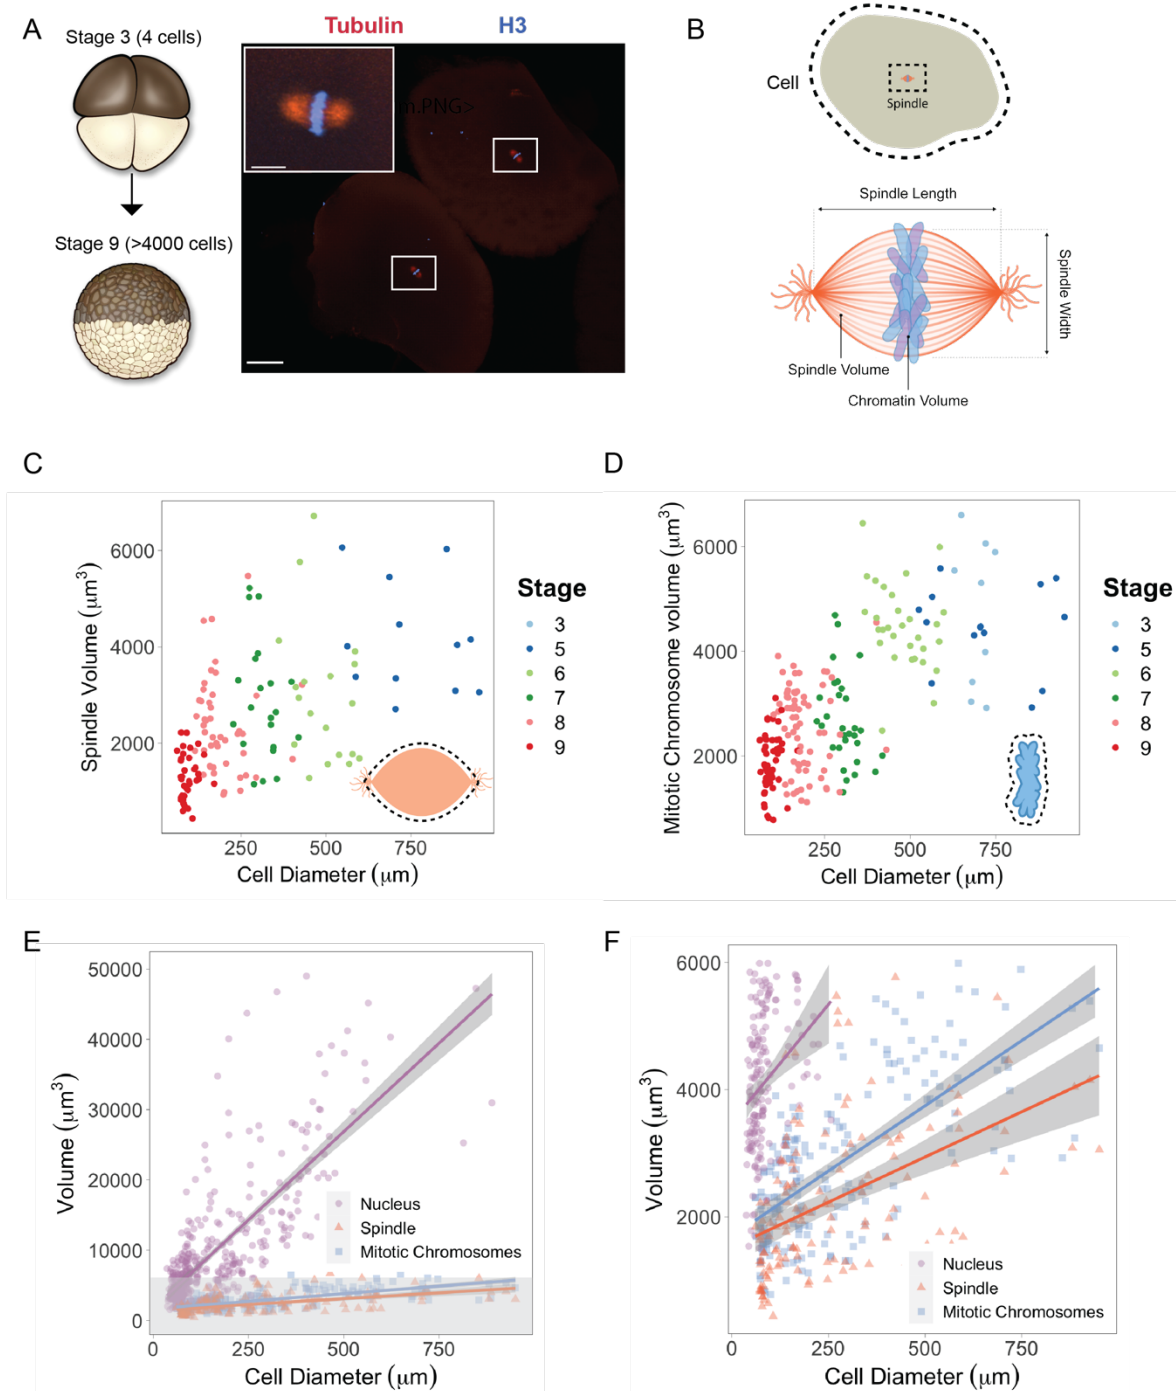 A
Stage 3 (4 cells)
Stage 9 (>4000 cells)
Tubulin
H3
n.PNG>
B
Cell
Spindle
Spindle Length
Spindle Width
Spindle Volume
Chromatin Volume
C
Spindle Volume (μm³)
6000
4000
2000
250
500
750
Cell Diameter (μm)
Stage
3
5
6
7
8
9
D
Mitotic Chromosome volume (μm³)
6000
4000
2000
250
500
750
Cell Diameter (μm)
Stage
3
5
6
7
8
9
E
Volume (μm³)
50000
40000
30000
20000
10000
0
0
250
500
750
Cell Diameter (μm)
Nucleus
Spindle
Mitotic Chromosomes
F
Volume (μm³)
6000
4000
2000
0
250
500
750
Cell Diameter (μm)
Nucleus
Spindle
Mitotic Chromosomes